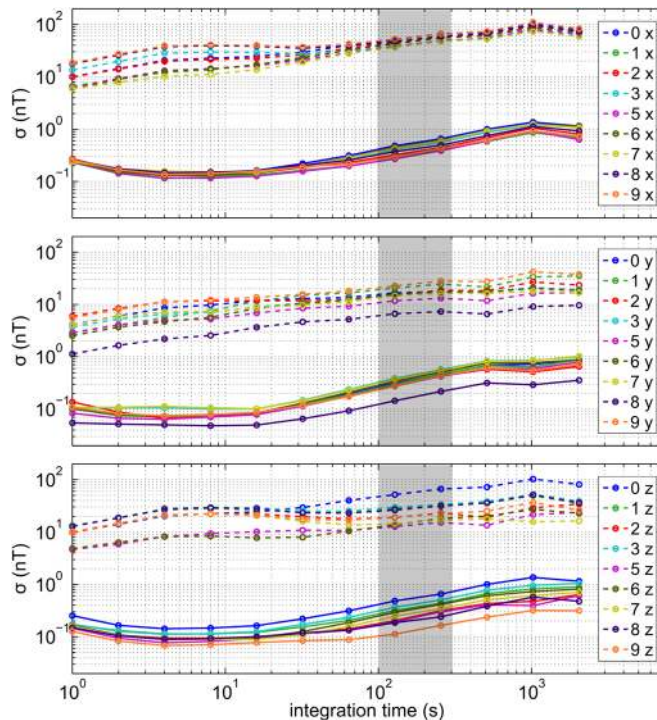 10²
10¹
10⁰
10⁻¹
σ (nT)
0 x
1 x
2 x
3 x
5 x
6 x
7 x
8 x
9 x
10²
10¹
10⁰
10⁻¹
σ (nT)
0 y
1 y
2 y
3 y
5 y
6 y
7 y
8 y
9 y
10²
10¹
10⁰
10⁻¹
σ (nT)
0 z
1 z
2 z
3 z
5 z
6 z
7 z
8 z
9 z
10⁰ 10¹ 10² 10³
integration time (s)